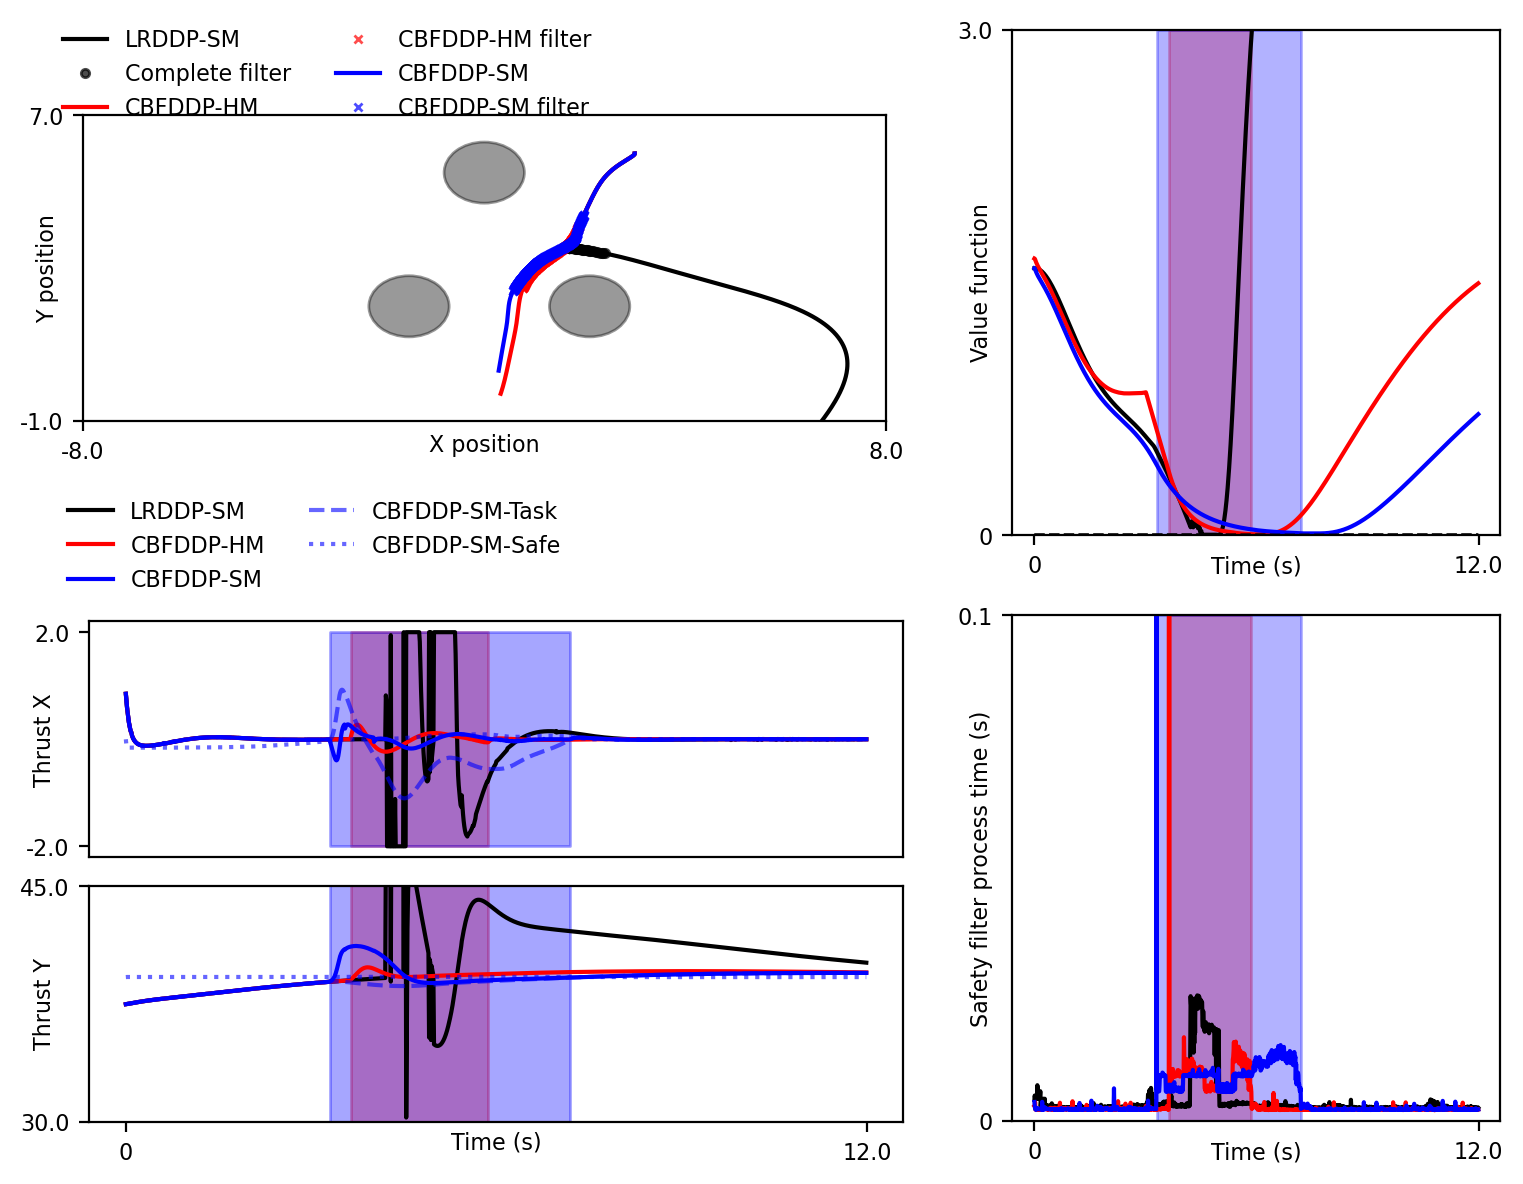 LRDDP-SM
Complete filter
CBFDDP-HM
CBFDDP-HM filter
CBFDDP-SM
CBFDDP-SM filter
7.0
Y position
-1.0
-8.0
X position
8.0
3.0
Value function
0
0
Time (s)
12.0
LRDDP-SM
CBFDDP-HM
CBFDDP-SM
CBFDDP-SM-Task
CBFDDP-SM-Safe
2.0
Thrust X
-2.0
45.0
Thrust Y
30.0
0
Time (s)
12.0
0.1
Safety filter process time (s)
0
0
Time (s)
12.0